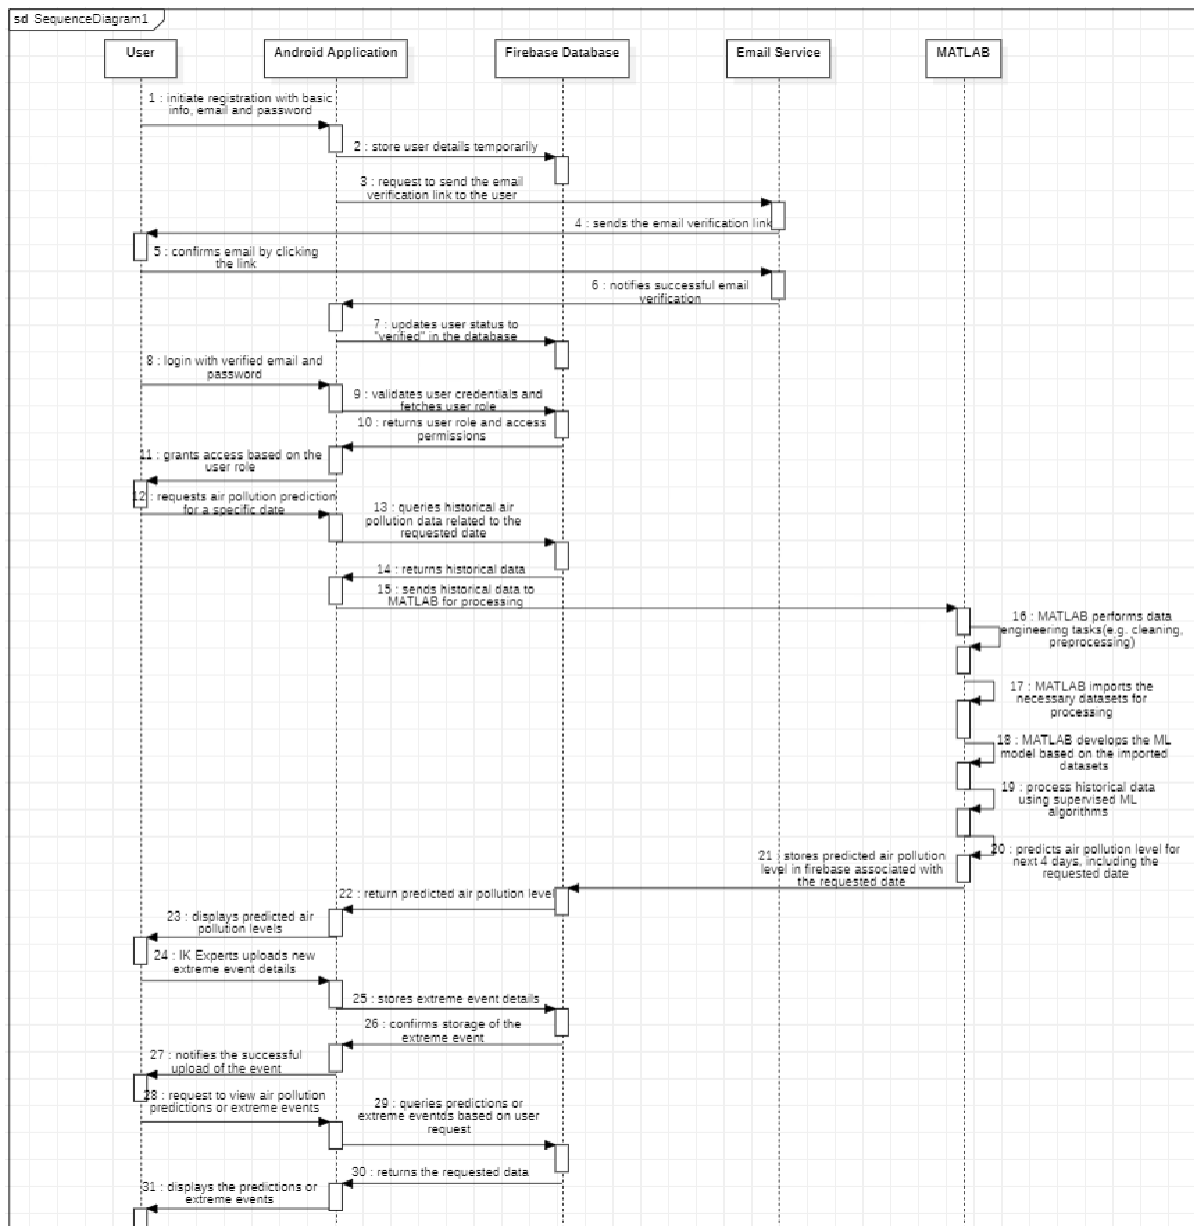 sd SequenceDiagram1
User
Android Application
Firebase Database
Email Service
MATLAB
1 : initiate registration with basic
info, email and password
2 : store user details temporarily
3 : request to send the email
verification link to the user
4 : sends the email verification link
5 : confirms email by clicking
the link
6 : notifies successful email
verification
7 : updates user status to
"verified" in the database
8 : login with verified email and
password
9 : validates user credentials and
fetches user role
10 : returns user role and access
permissions
11 : grants access based on the
user role
12 : requests air pollution prediction
for a specific date
13 : queries historical air
pollution data related to the
requested date
14 : returns historical data
15 : sends historical data to
MATLAB for processing
16 : MATLAB performs data
engineering tasks(e.g. cleaning,
preprocessing)
17 : MATLAB imports the
necessary datasets for
processing
18 : MATLAB develops the ML
model based on the imported
datasets
19 : process historical data
using supervised ML
algorithms
20 : predicts air pollution level for
next 4 days, including the
requested date
21 : stores predicted air pollution
level in firebase associated with
the requested date
22 : return predicted air pollution level
23 : displays predicted air
pollution levels
24 : IK Experts uploads new
extreme event details
25 : stores extreme event details
26 : confirms storage of the
extreme event
27 : notifies the successful
upload of the event
28 : request to view air pollution
predictions or extreme events
29 : queries predictions or
extreme eventds based on user
request
30 : returns the requested data
31 : displays the predictions or
extreme events